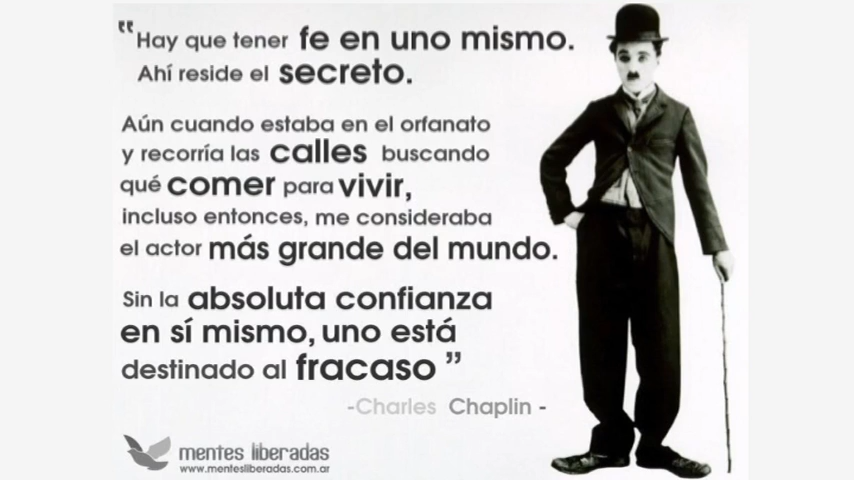 "Hay que tener fe en uno mismo.
Ahí reside el secreto.
Aún cuando estaba en el orfanato
y recorría las calles buscando
qué comer para vivir,
incluso entonces, me consideraba
el actor más grande del mundo.
Sin la absoluta confianza
en sí mismo, uno está
destinado al fracaso"
-Charles Chaplin -
mentes liberadas
www.mentesliberadas.com.ar